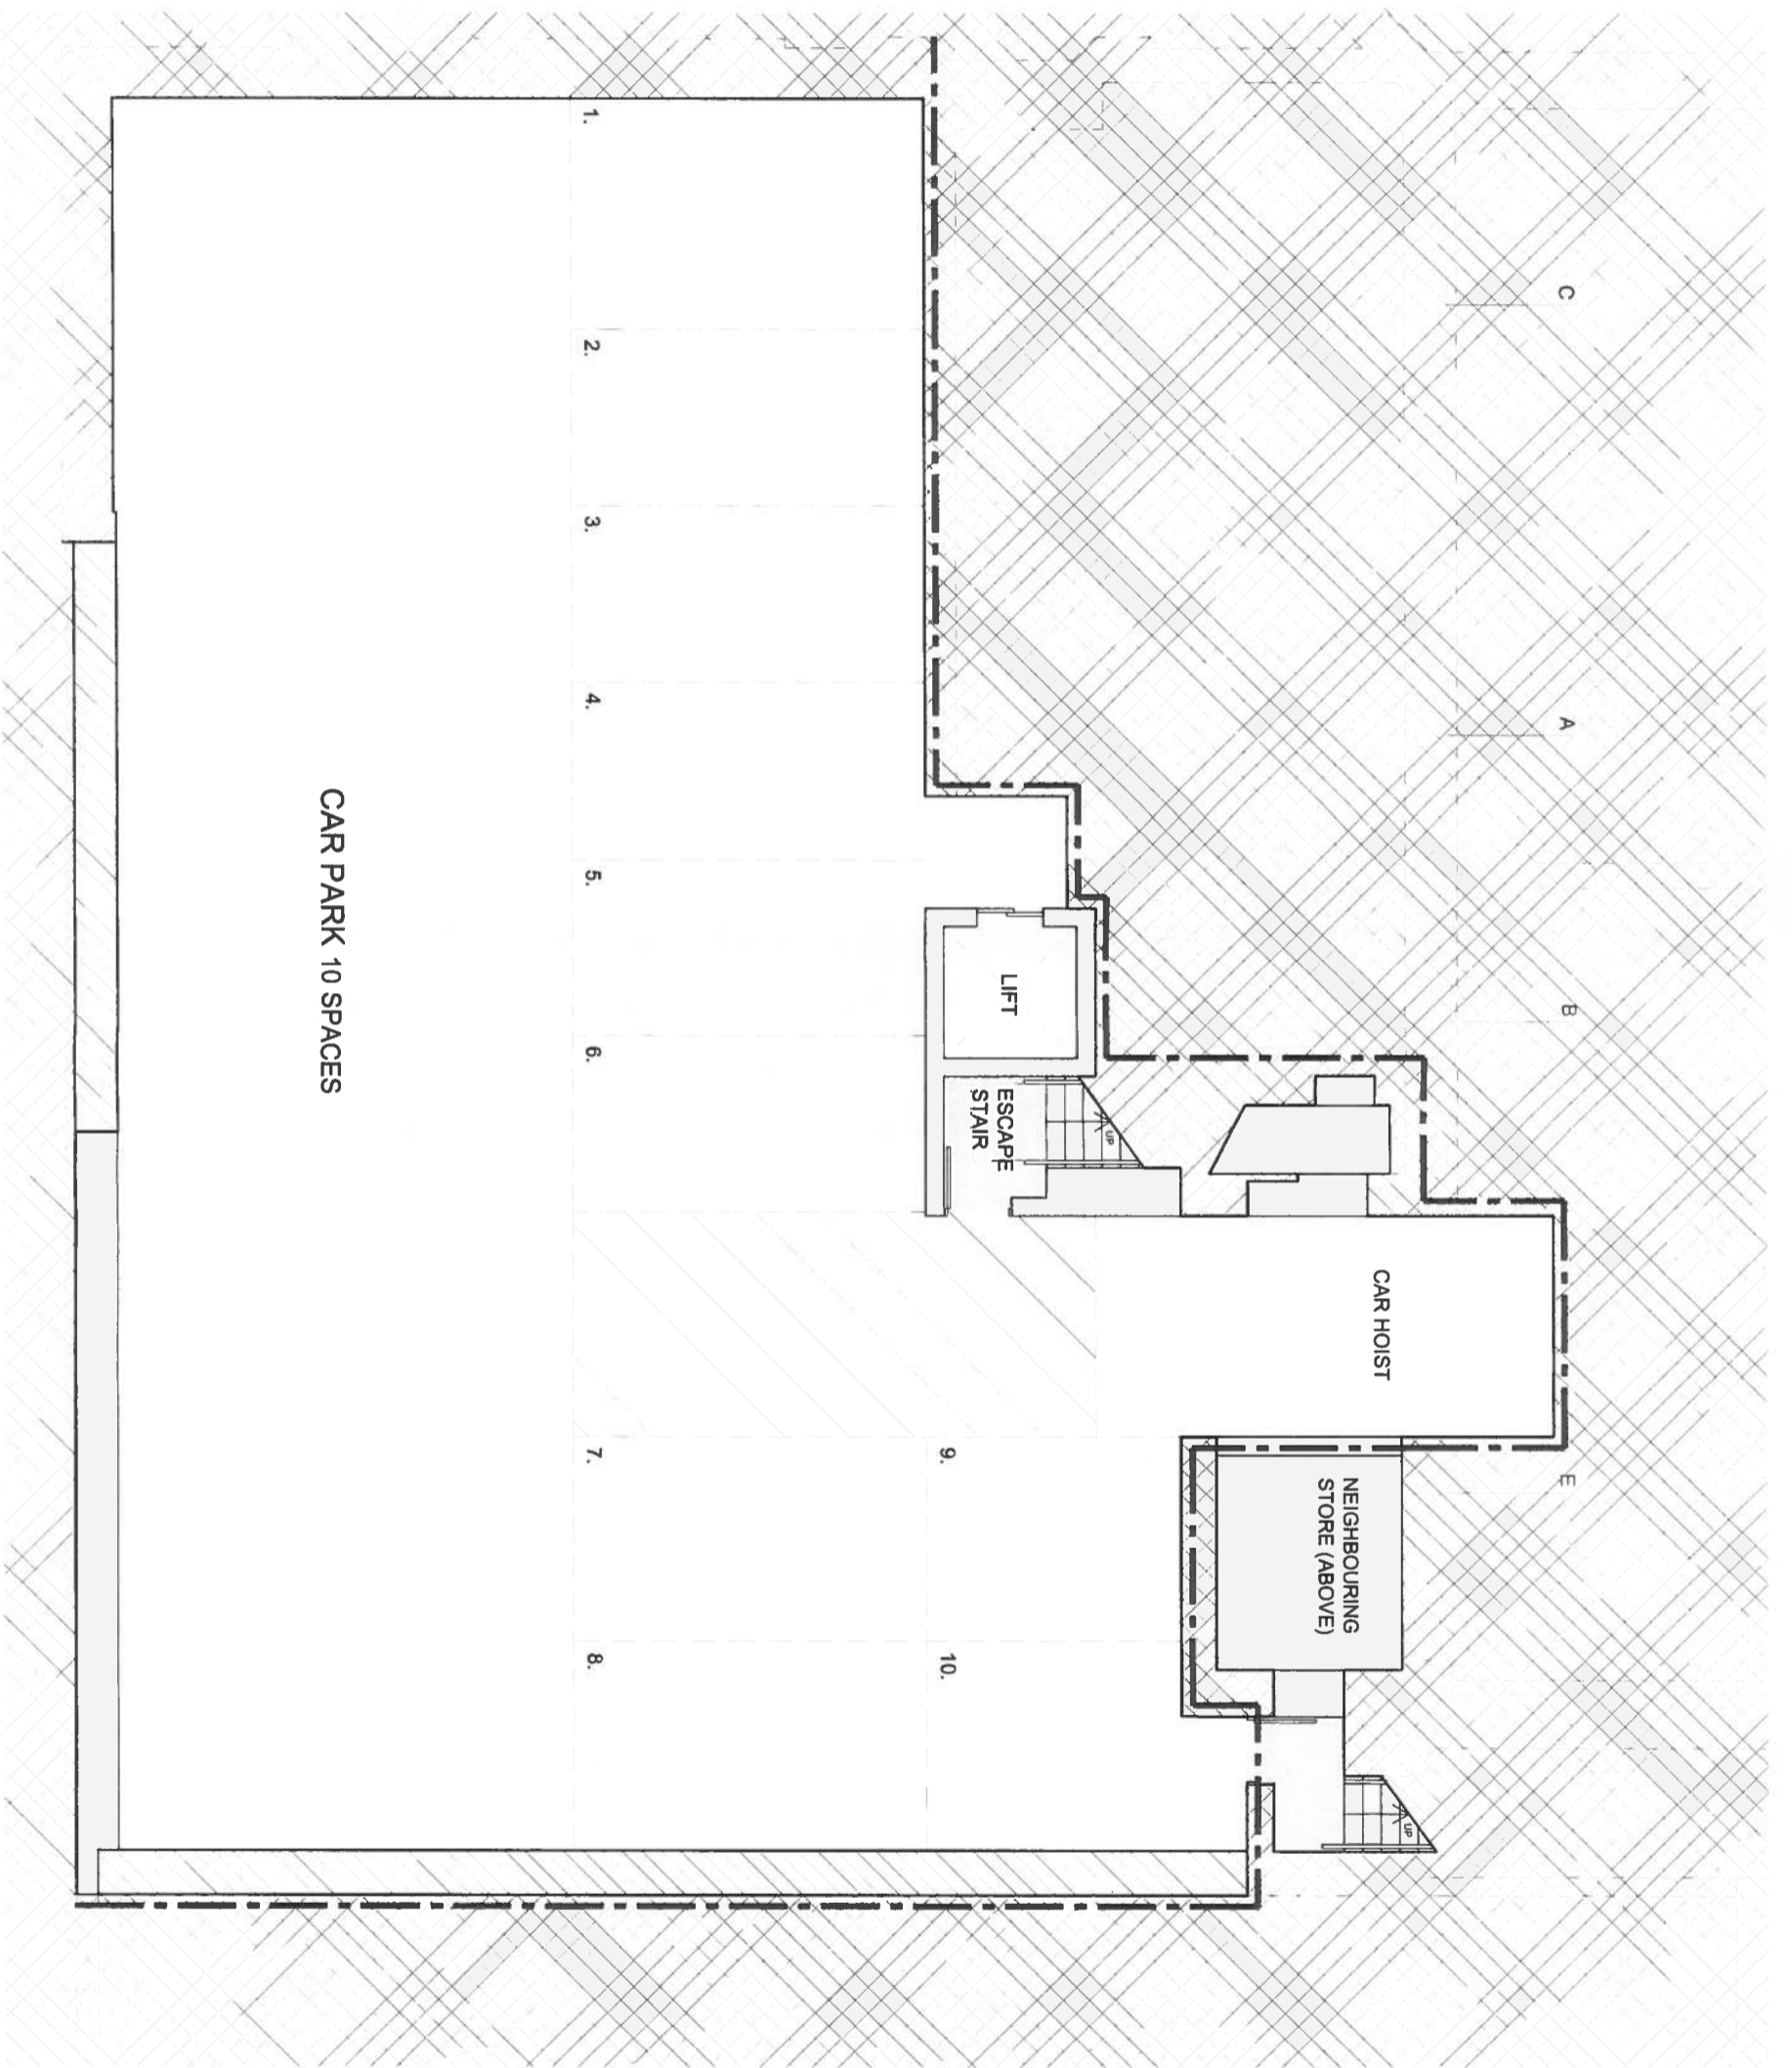 C
A
B
E
1.
2.
3.
4.
5.
6.
7.
8.
9.
10.
CAR PARK 10 SPACES
LIFT
ESCAPE
STAIR
UP
CAR HOIST
NEIGHBOURING
STORE (ABOVE)
UP